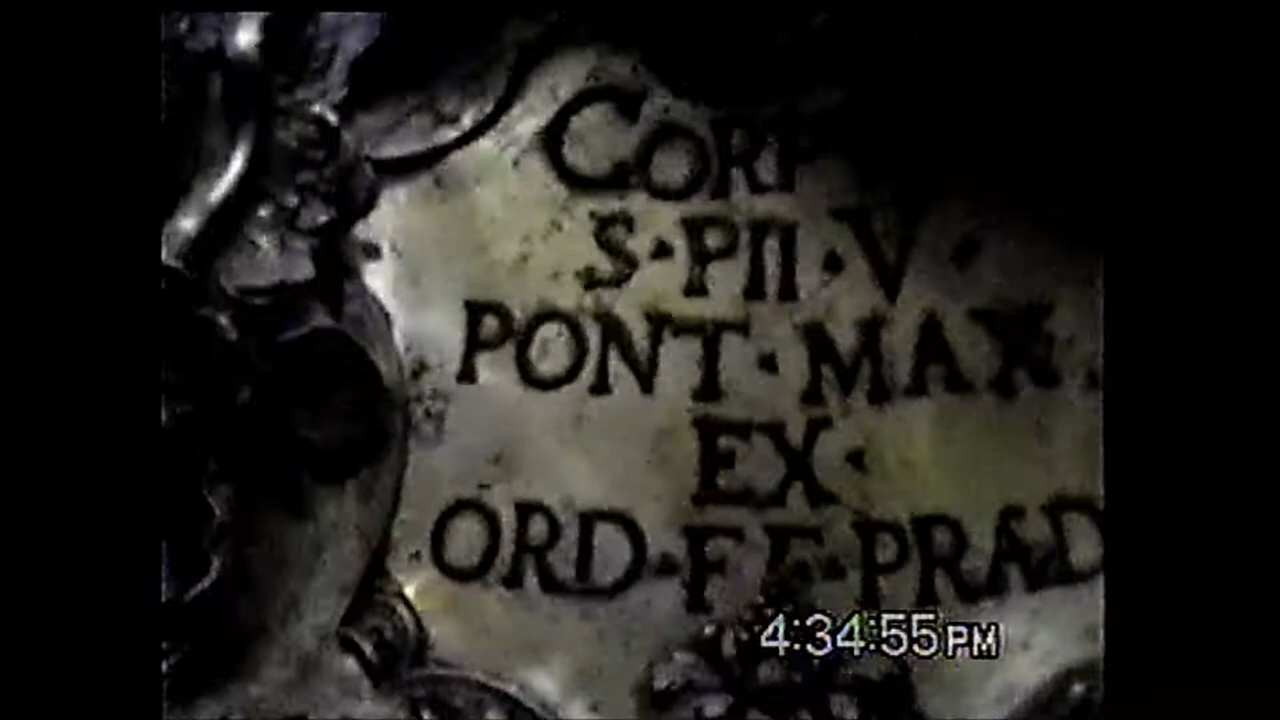 CORP
S·PII·V·
PONT·MAX.
EX·
ORD·FF·PRAD
4:34:55PM